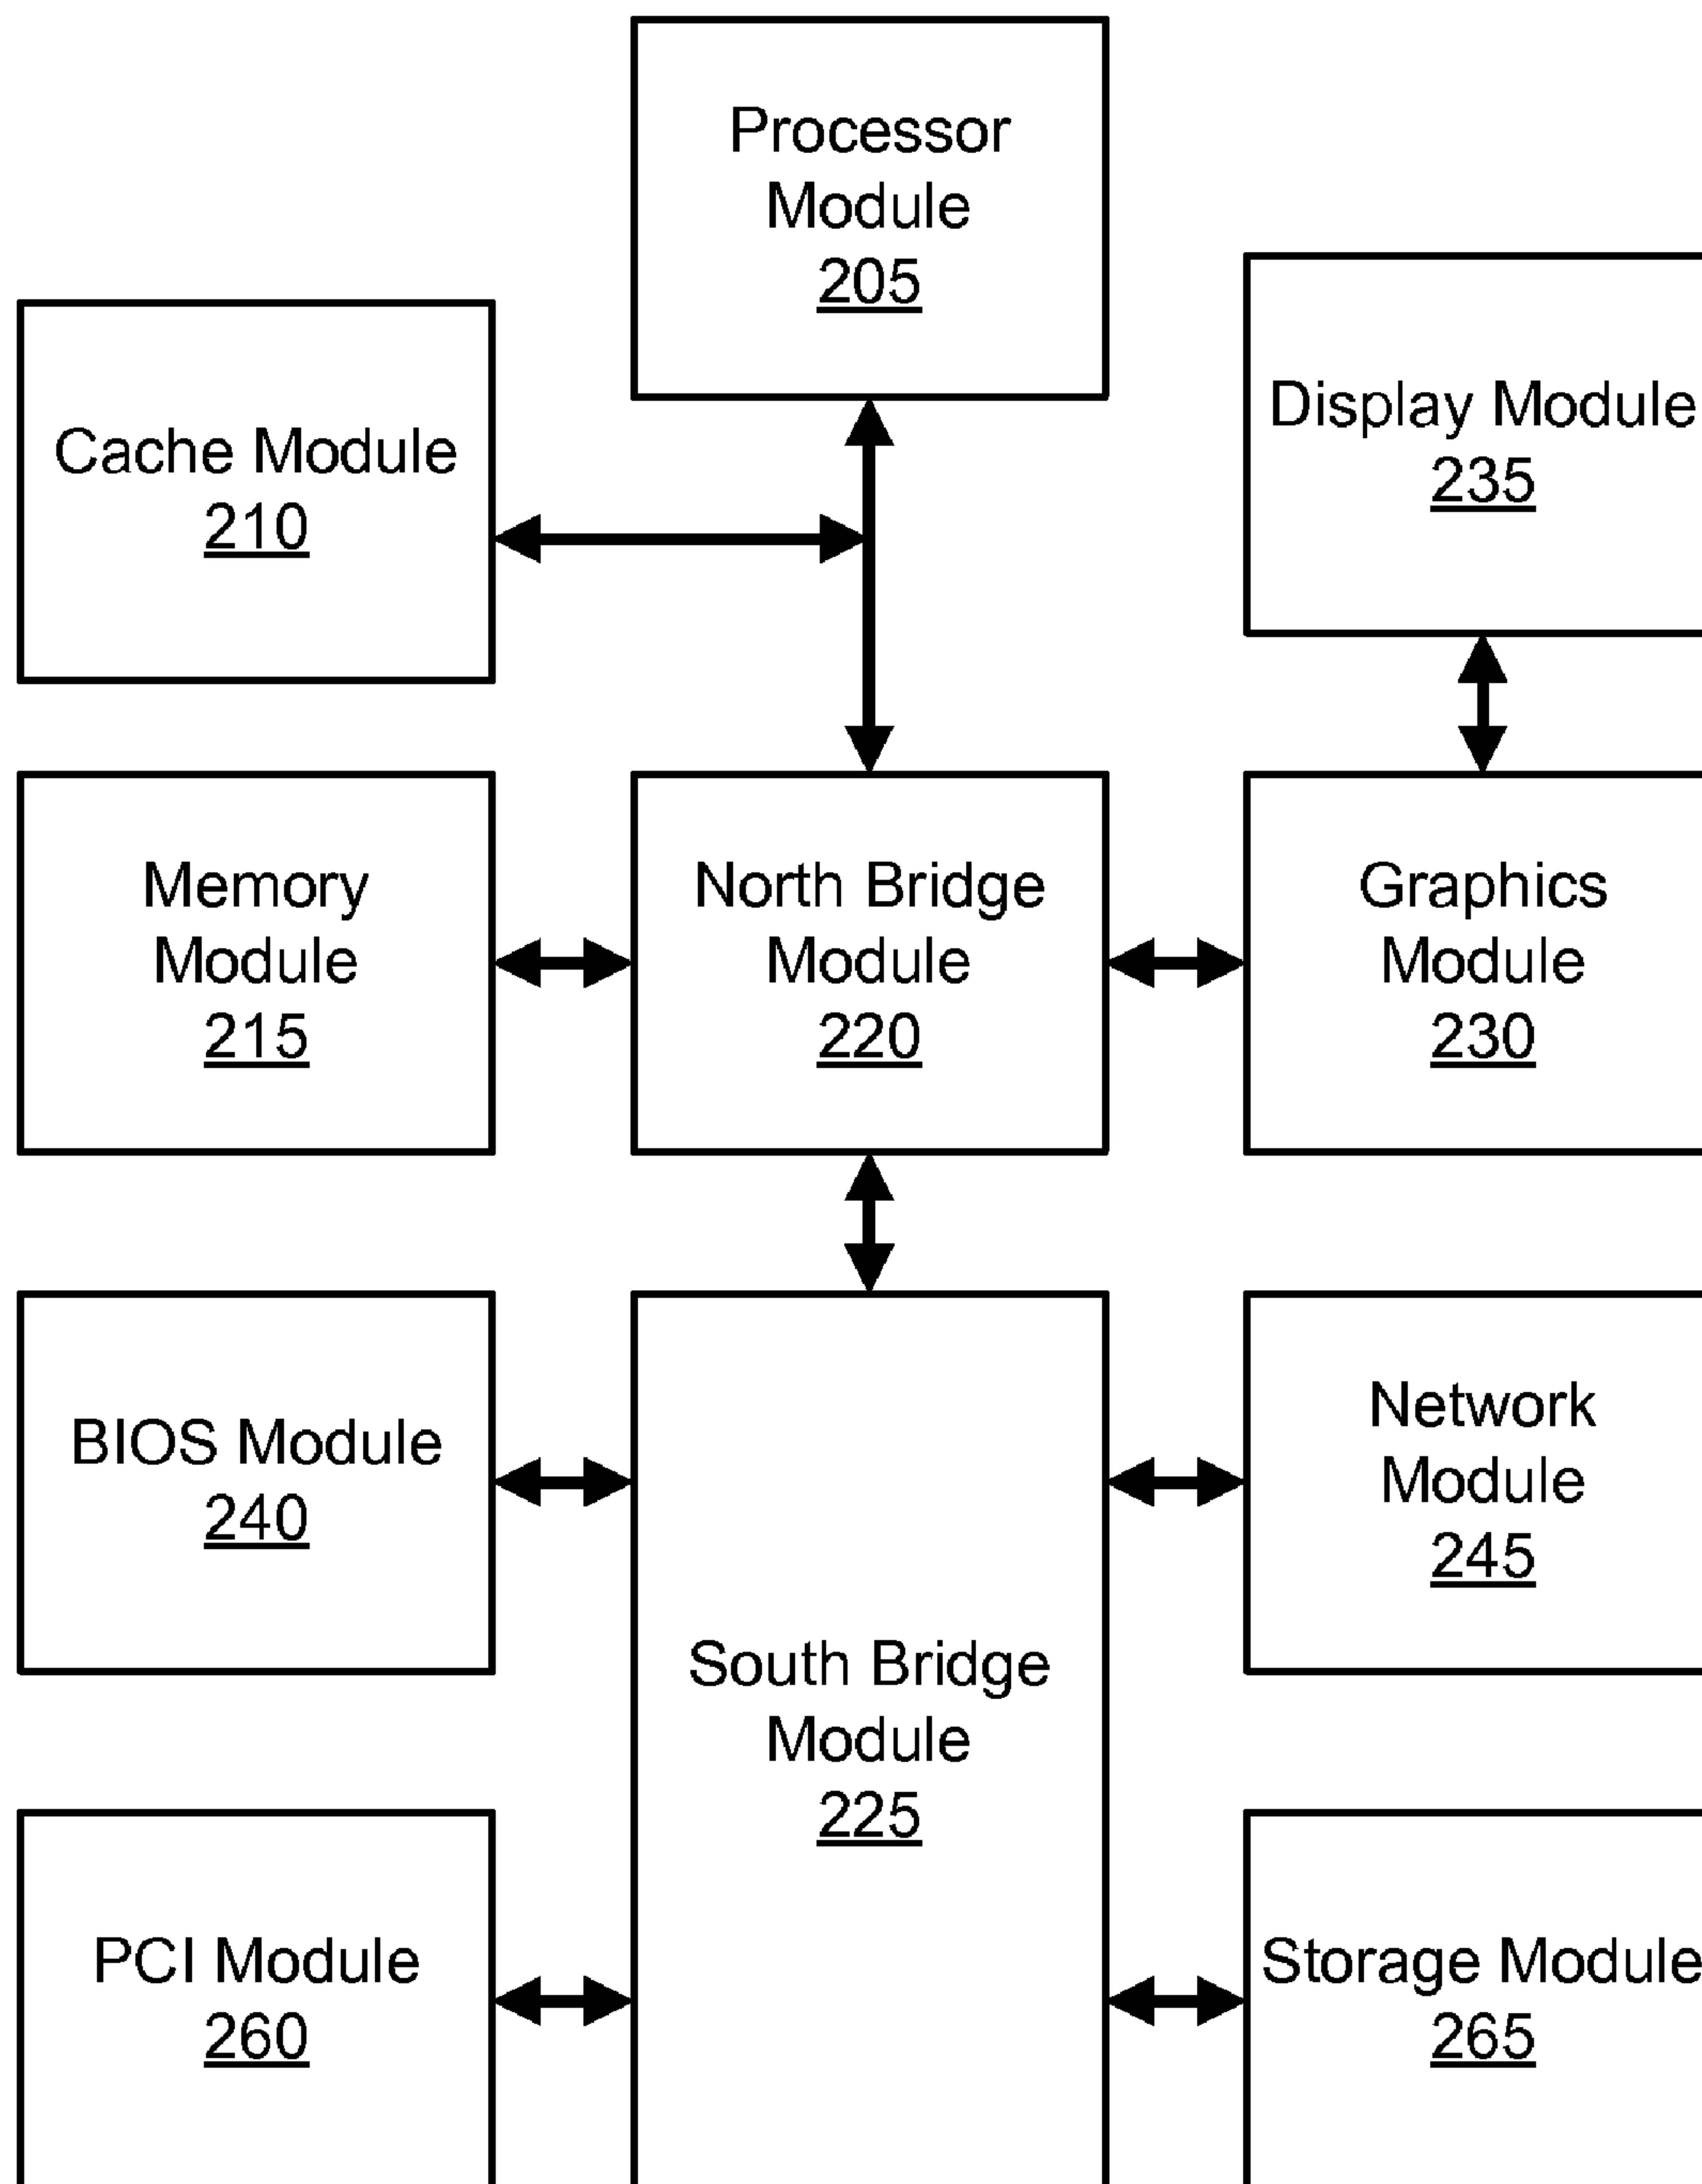 Processor
Module
205
Cache Module
210
Display Module
235
Memory
Module
215
North Bridge
Module
220
Graphics
Module
230
BIOS Module
240
Network
Module
245
South Bridge
Module
225
PCI Module
260
Storage Module
265